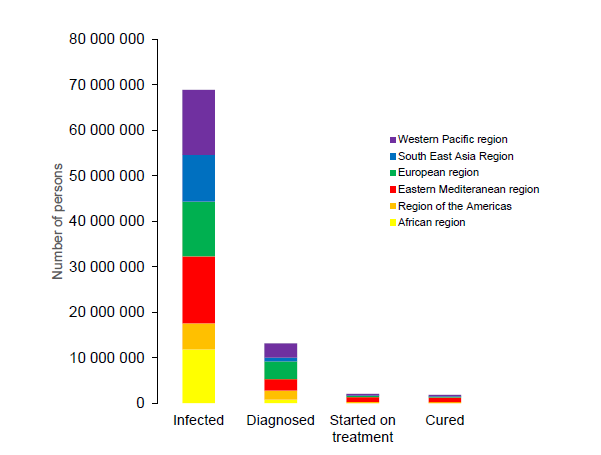 80 000 000
70 000 000
60 000 000
50 000 000
40 000 000
30 000 000
20 000 000
10 000 000
0
Number of persons
Infected
Diagnosed
Started on
treatment
Cured
Western Pacific region
South East Asia Region
European region
Eastern Mediteranean region
Region of the Americas
African region